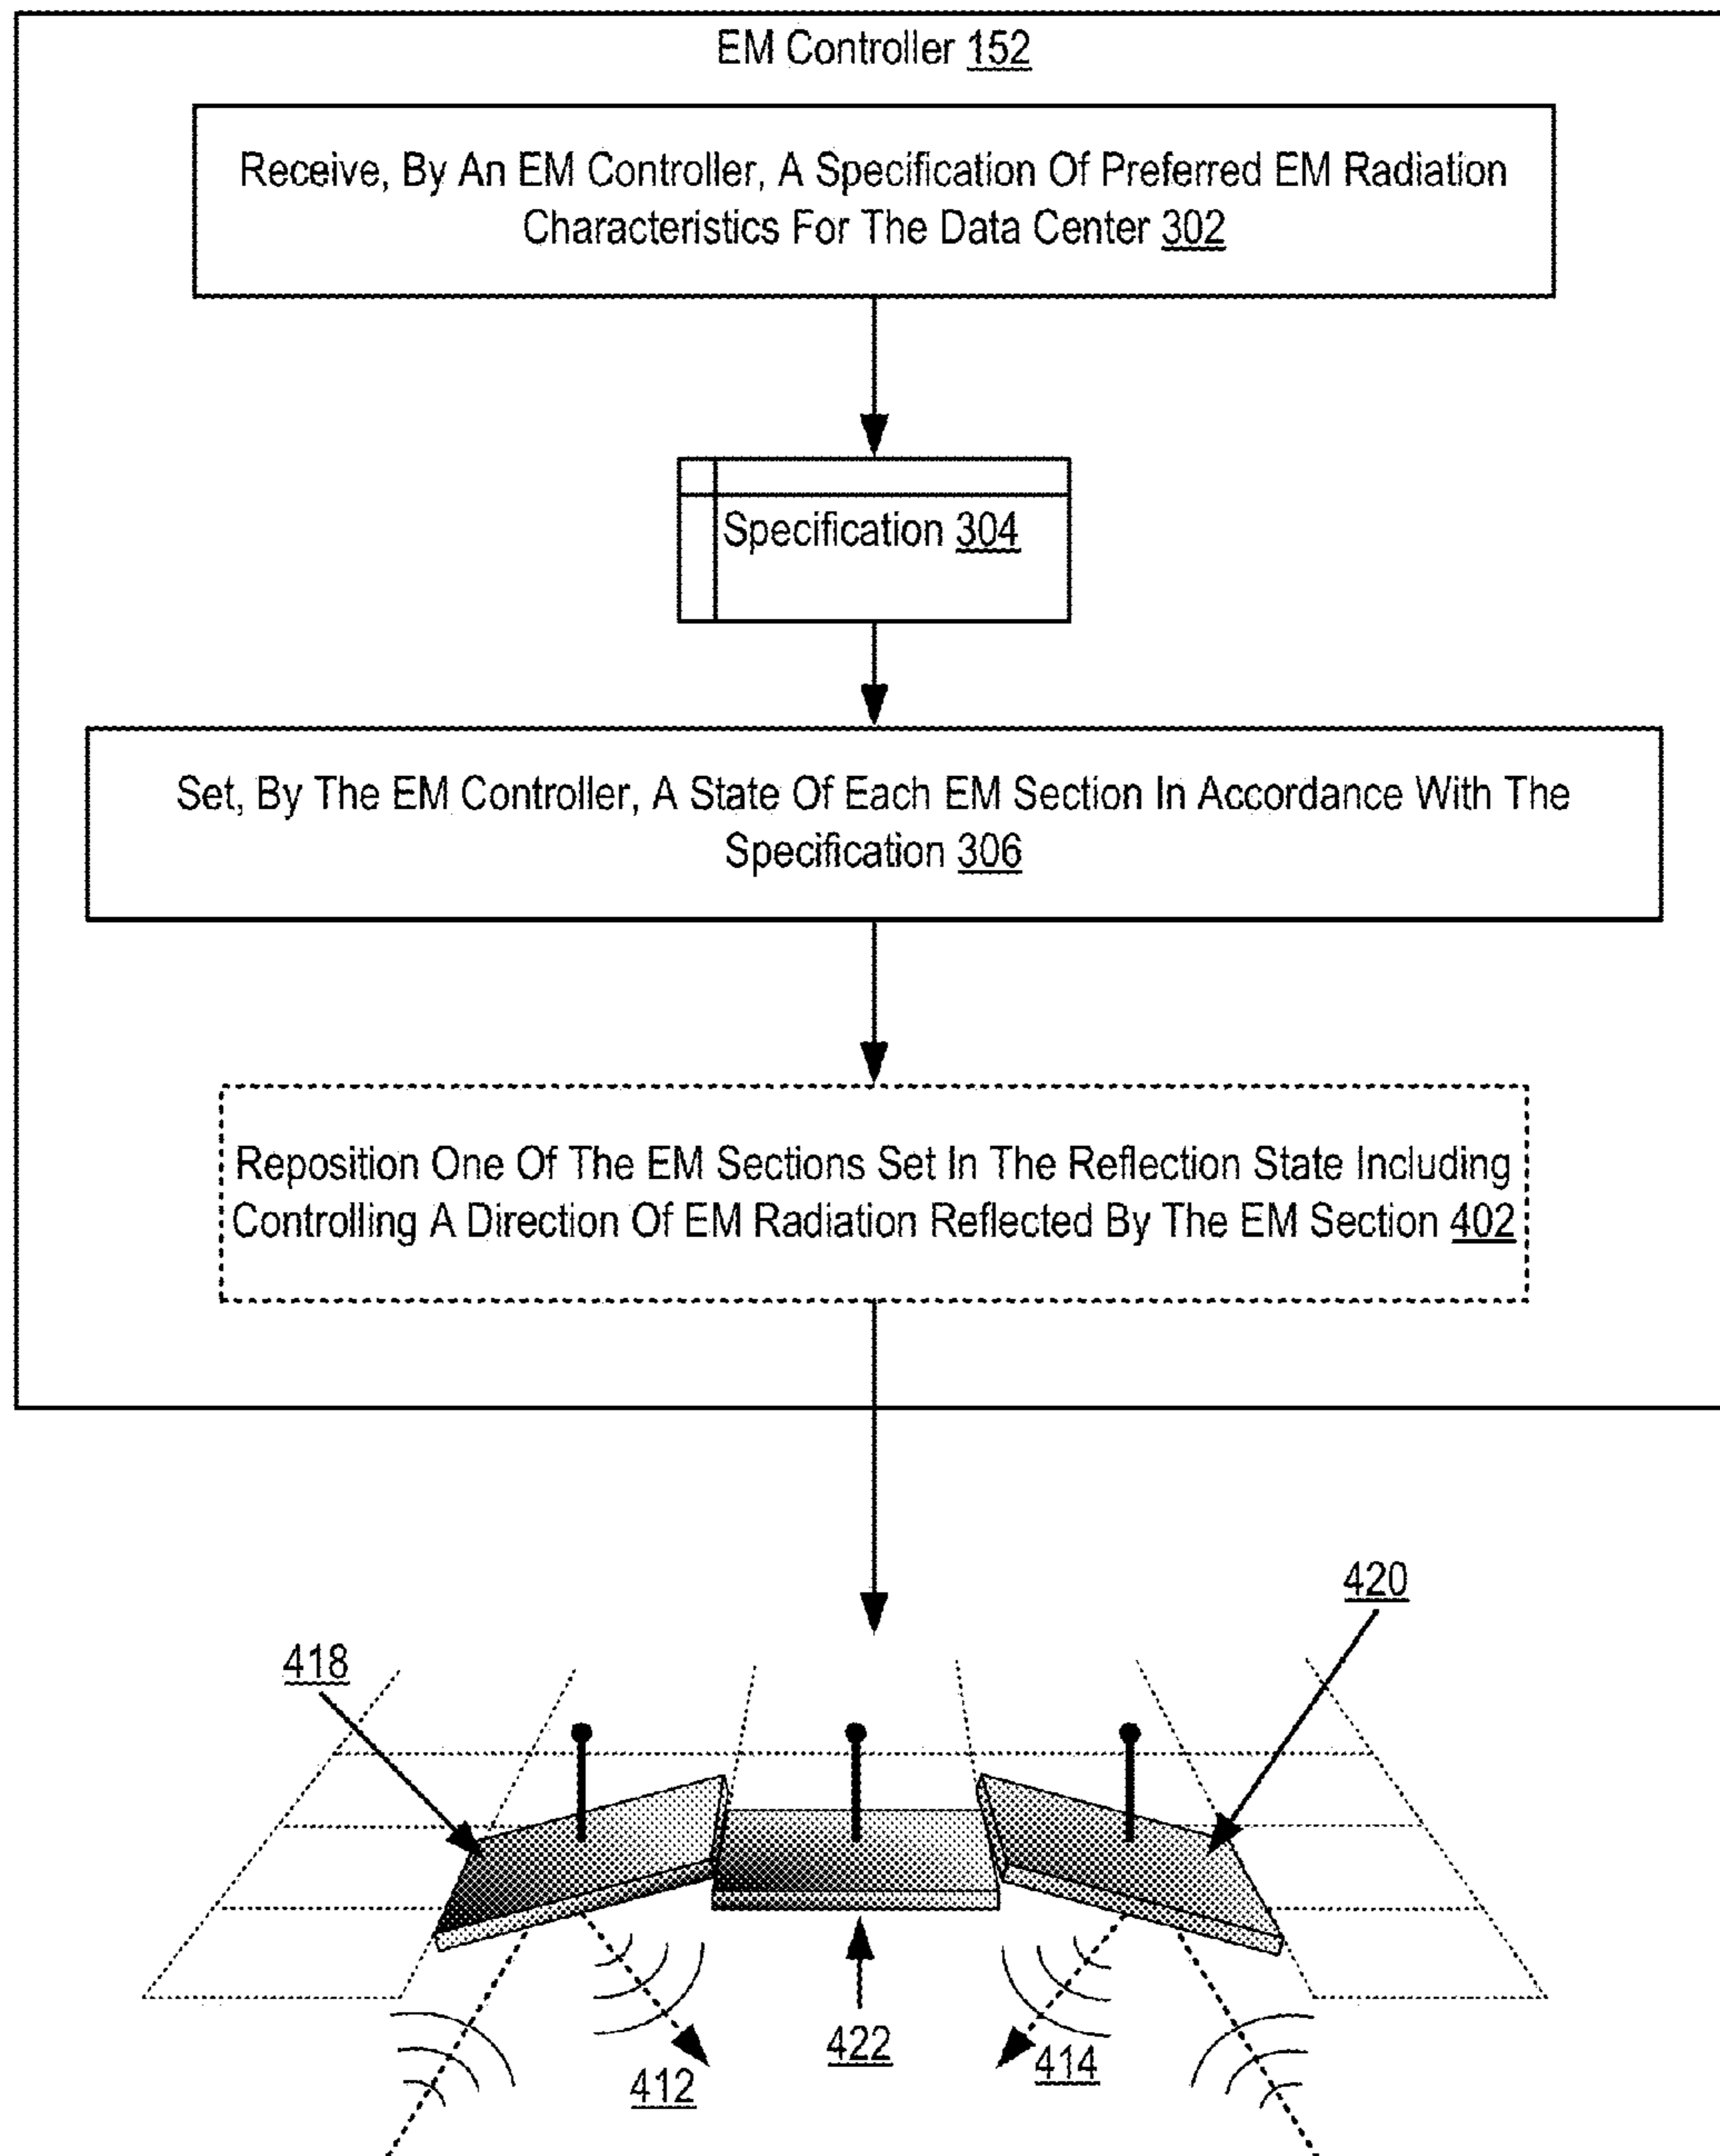 EM Controller 152
Receive, By An EM Controller, A Specification Of Preferred EM Radiation
Characteristics For The Data Center 302
Specification 304
Set, By The EM Controller, A State Of Each EM Section In Accordance With The
Specification 306
Reposition One Of The EM Sections Set In The Reflection State Including
Controlling A Direction Of EM Radiation Reflected By The EM Section 402
420
418
422
414
412